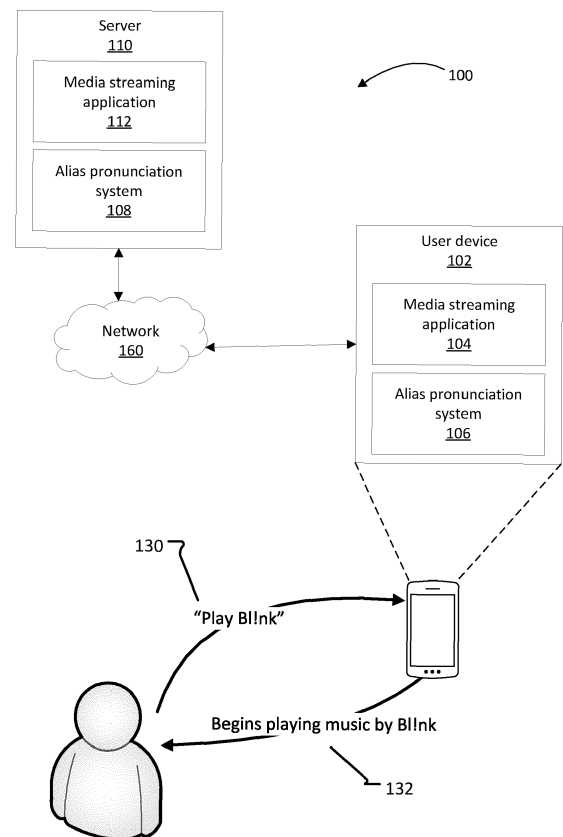 Server
110
Media streaming
application
112
Alias pronunciation
system
108
100
User device
102
Media streaming
application
104
Alias pronunciation
system
106
Network
160
130
“Play Bl!nk”
Begins playing music by Bl!nk
132